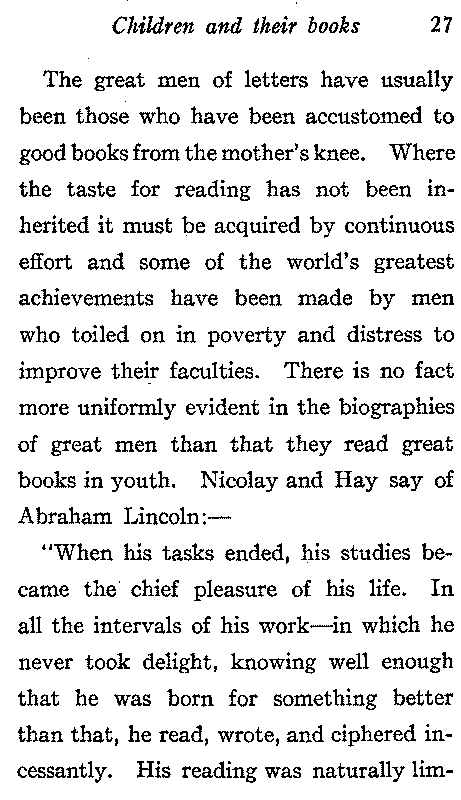 Children and their books 27
The great men of letters have usually
been those who have been accustomed to
good books from the mother's knee. Where
the taste for reading has not been in-
herited it must be acquired by continuous
effort and some of the world's greatest
achievements have been made by men
who toiled on in poverty and distress to
improve their faculties. There is no fact
more uniformly evident in the biographies
of great men than that they read great
books in youth. Nicolay and Hay say of
Abraham Lincoln:—
"When his tasks ended, his studies be-
came the chief pleasure of his life. In
all the intervals of his work—in which he
never took delight, knowing well enough
that he was born for something better
than that, he read, wrote, and ciphered in-
cessantly. His reading was naturally lim-